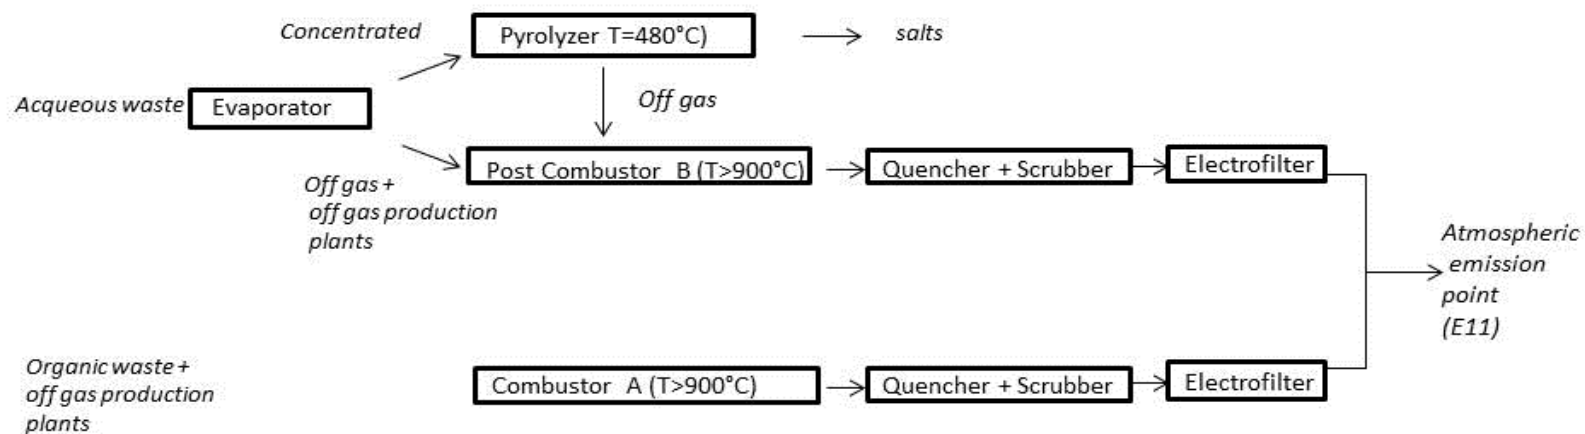 Concentrated
Pyrolyzer T=480°C)
salts
Acqueous waste
Evaporator
Off gas
Post Combustor B (T>900°C)
Quencher + Scrubber
Electrofilter
Off gas +
off gas production
plants
Atmospheric
emission
point
(E11)
Organic waste +
off gas production
plants
Combustor A (T>900°C)
Quencher + Scrubber
Electrofilter